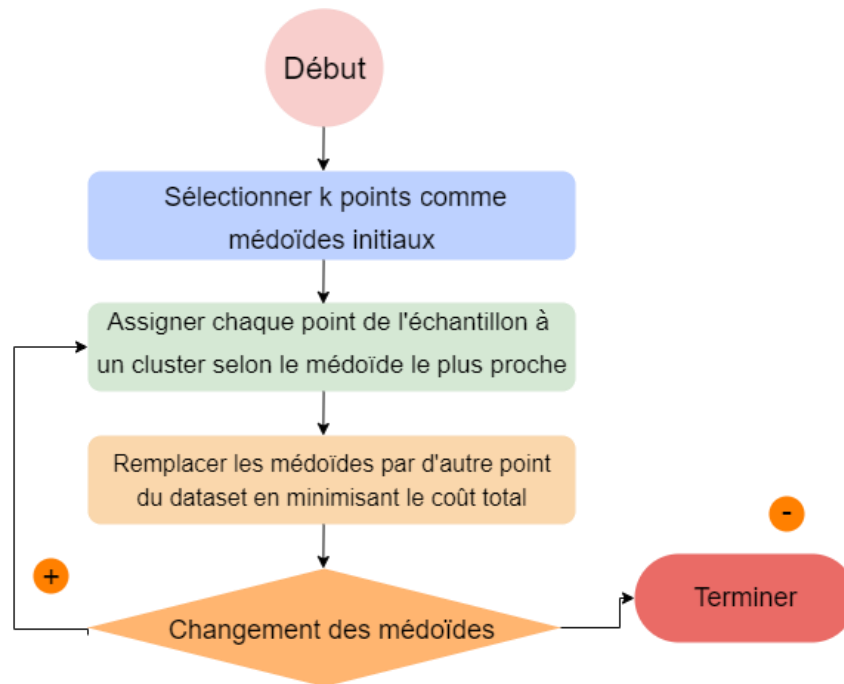 Début
Sélectionner k points comme
médoïdes initiaux
Assigner chaque point de l'échantillon à
un cluster selon le médoïde le plus proche
Remplacer les médoïdes par d'autre point
du dataset en minimisant le coût total
-
+
Terminer
Changement des médoïdes